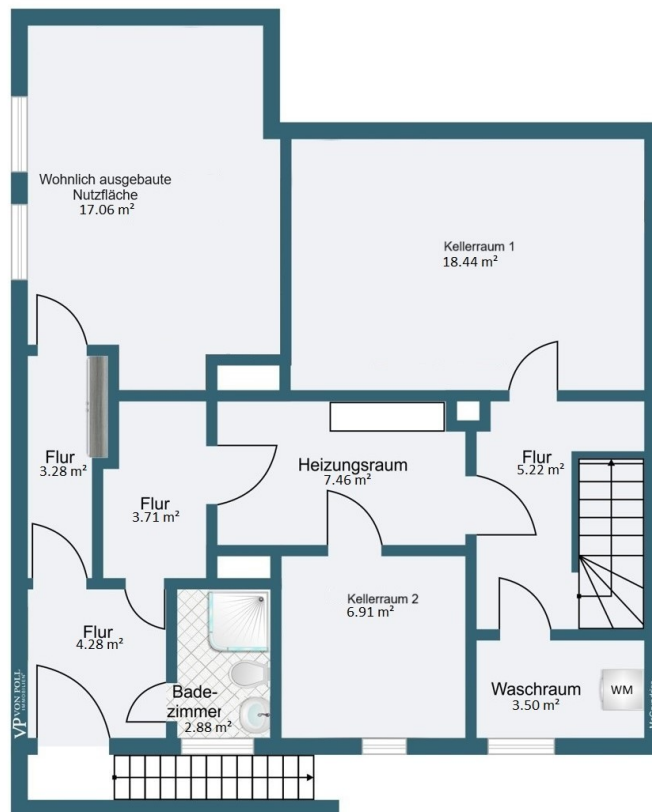 Wohnlich ausgebaute
Nutzfläche
17.06 m²
Kellerraum 1
18.44 m²
Flur
3.28 m²
Flur
3.71 m²
Heizungsraum
7.46 m²
Flur
5.22 m²
Kellerraum 2
6.91 m²
Flur
4.28 m²
Bade-
zimmer
2.88 m²
Waschraum
3.50 m²
WM
VP VON POLL
IMMOBILIEN